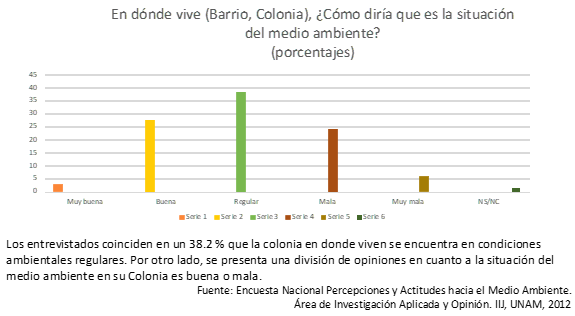 En dónde vive (Barrio, Colonia), ¿Cómo diría que es la situación
del medio ambiente?
(porcentajes)
45
40
35
30
25
20
15
10
5
0
Muy buena Buena Regular Mala Muy mala NS/NC
Serie 1 Serie 2 Serie 3 Serie 4 Serie 5 Serie 6
Los entrevistados coinciden en un 38.2 % que la colonia en donde viven se encuentra en condiciones
ambientales regulares. Por otro lado, se presenta una división de opiniones en cuanto a la situación del
medio ambiente en su Colonia es buena o mala.
Fuente: Encuesta Nacional Percepciones y Actitudes hacia el Medio Ambiente.
Área de Investigación Aplicada y Opinión. IIJ, UNAM, 2012